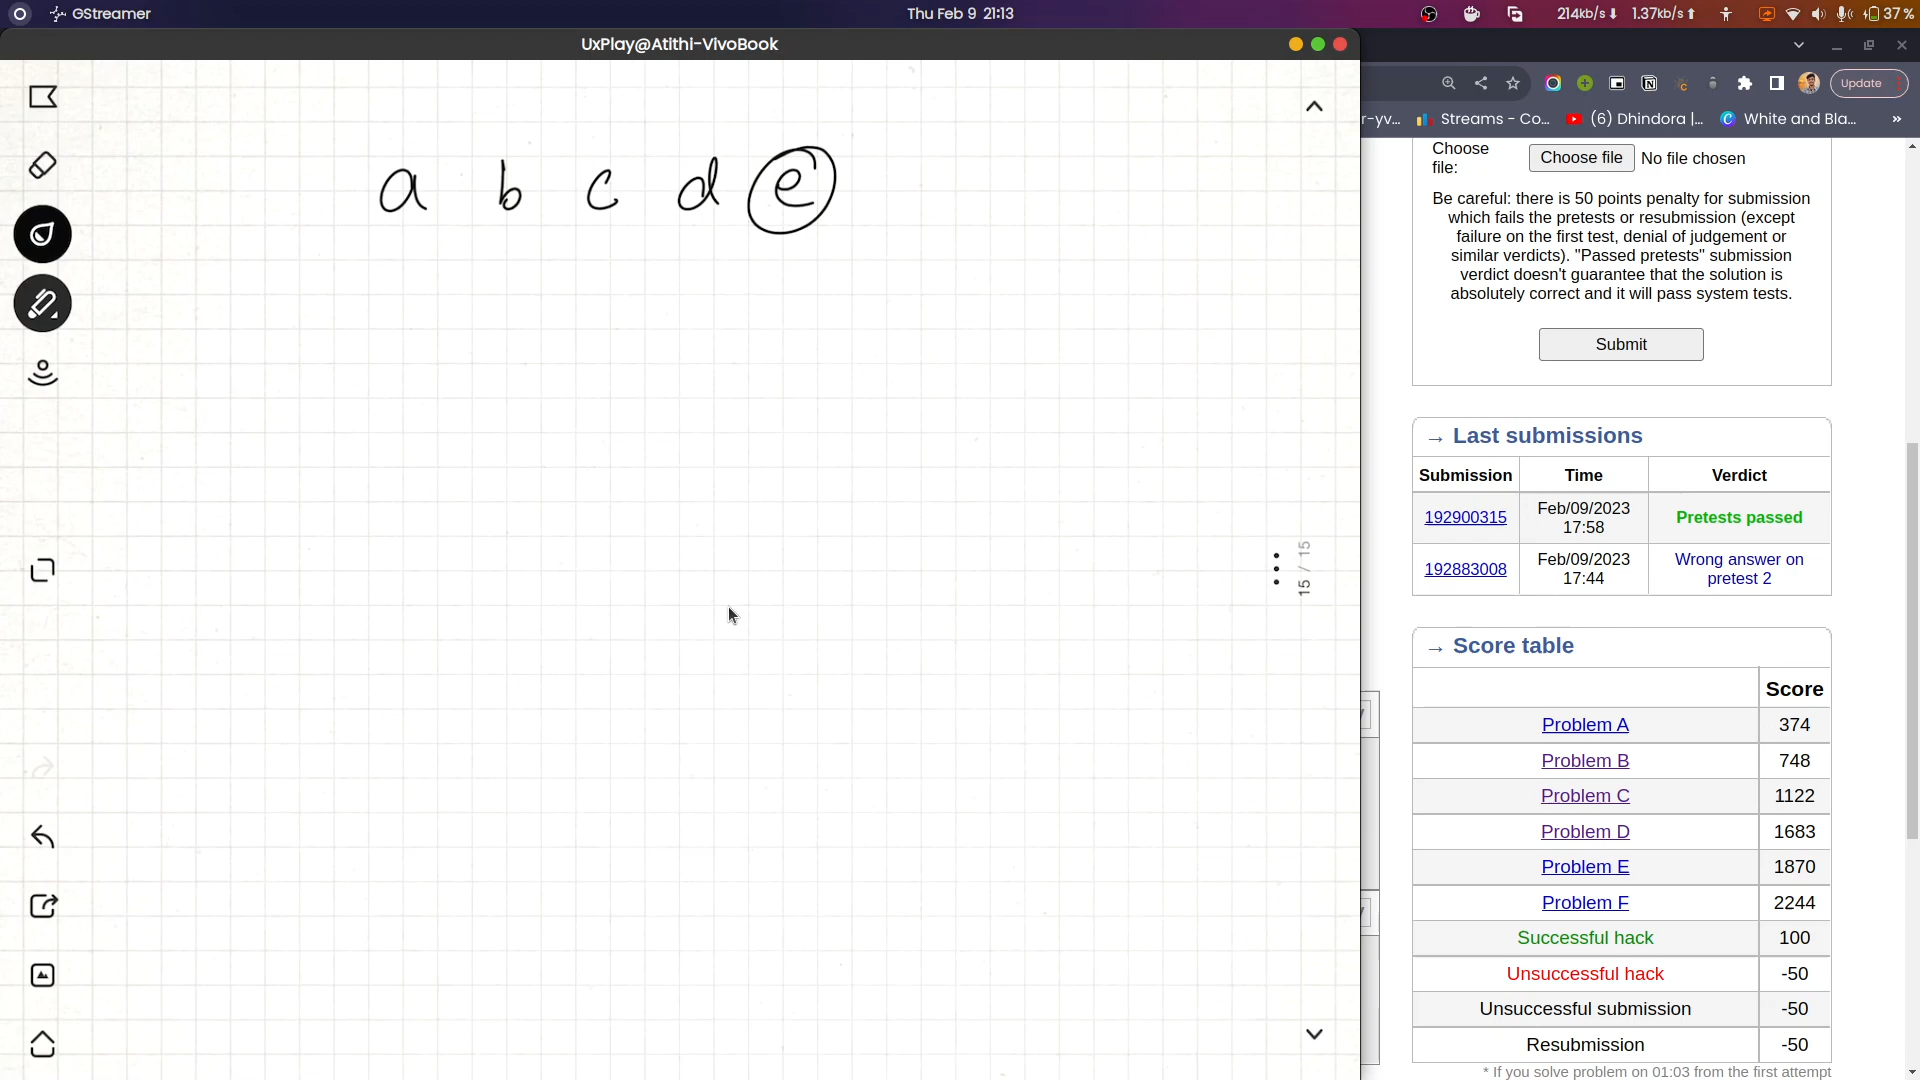 GStreamer
Thu Feb 9 21:13
214kb/s 1.37kb/s 37 %
UxPlay@Atithi-VivoBook
Update
r-yv... Streams - Co... (6) Dhindora |... White and Bla... »
a b c d e
15 / 15
Choose file: Choose file No file chosen
Be careful: there is 50 points penalty for submission
which fails the pretests or resubmission (except
failure on the first test, denial of judgement or
similar verdicts). "Passed pretests" submission
verdict doesn't guarantee that the solution is
absolutely correct and it will pass system tests.
Submit
→ Last submissions
Submission Time Verdict
192900315 Feb/09/2023 17:58 Pretests passed
192883008 Feb/09/2023 17:44 Wrong answer on pretest 2
→ Score table
Score
Problem A 374
Problem B 748
Problem C 1122
Problem D 1683
Problem E 1870
Problem F 2244
Successful hack 100
Unsuccessful hack -50
Unsuccessful submission -50
Resubmission -50
* If you solve problem on 01:03 from the first attempt